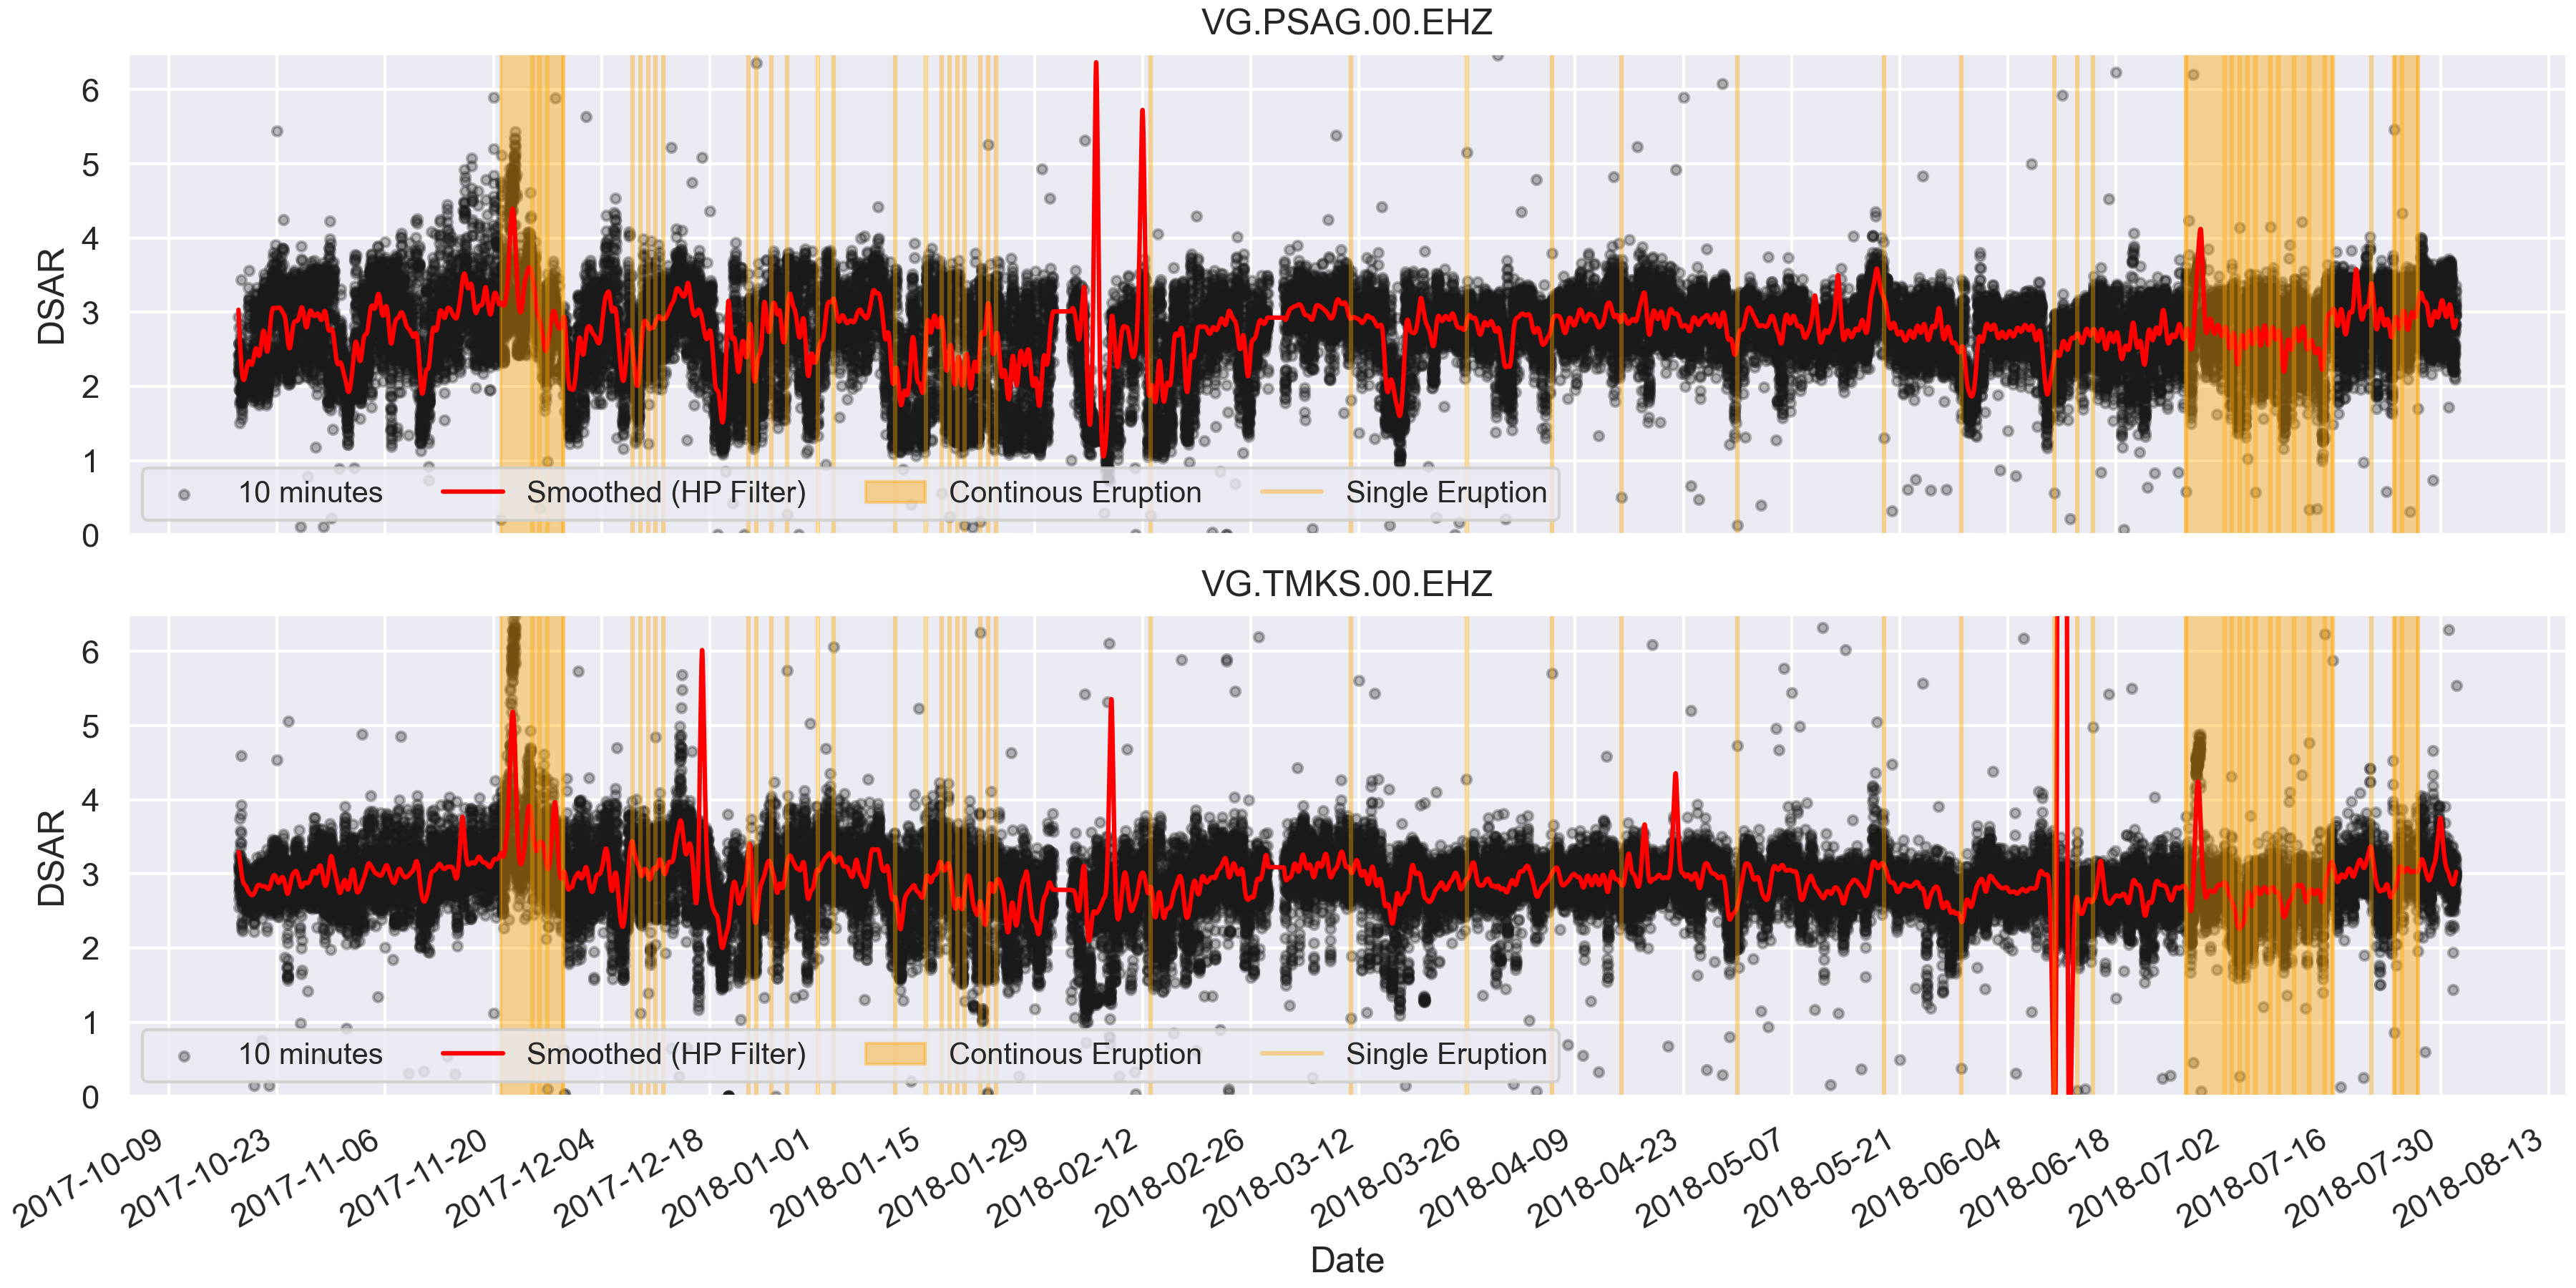 VG.PSAG.00.EHZ
6
5
4
3
2
1
0
DSAR
10 minutes Smoothed (HP Filter) Continous Eruption Single Eruption
VG.TMKS.00.EHZ
6
5
4
3
2
1
0
DSAR
10 minutes Smoothed (HP Filter) Continous Eruption Single Eruption
2017-10-09 2017-10-23 2017-11-06 2017-11-20 2017-12-04 2017-12-18 2018-01-01 2018-01-15 2018-01-29 2018-02-12 2018-02-26 2018-03-12 2018-03-26 2018-04-09 2018-04-23 2018-05-07 2018-05-21 2018-06-04 2018-06-18 2018-07-02 2018-07-16 2018-07-30 2018-08-13
Date